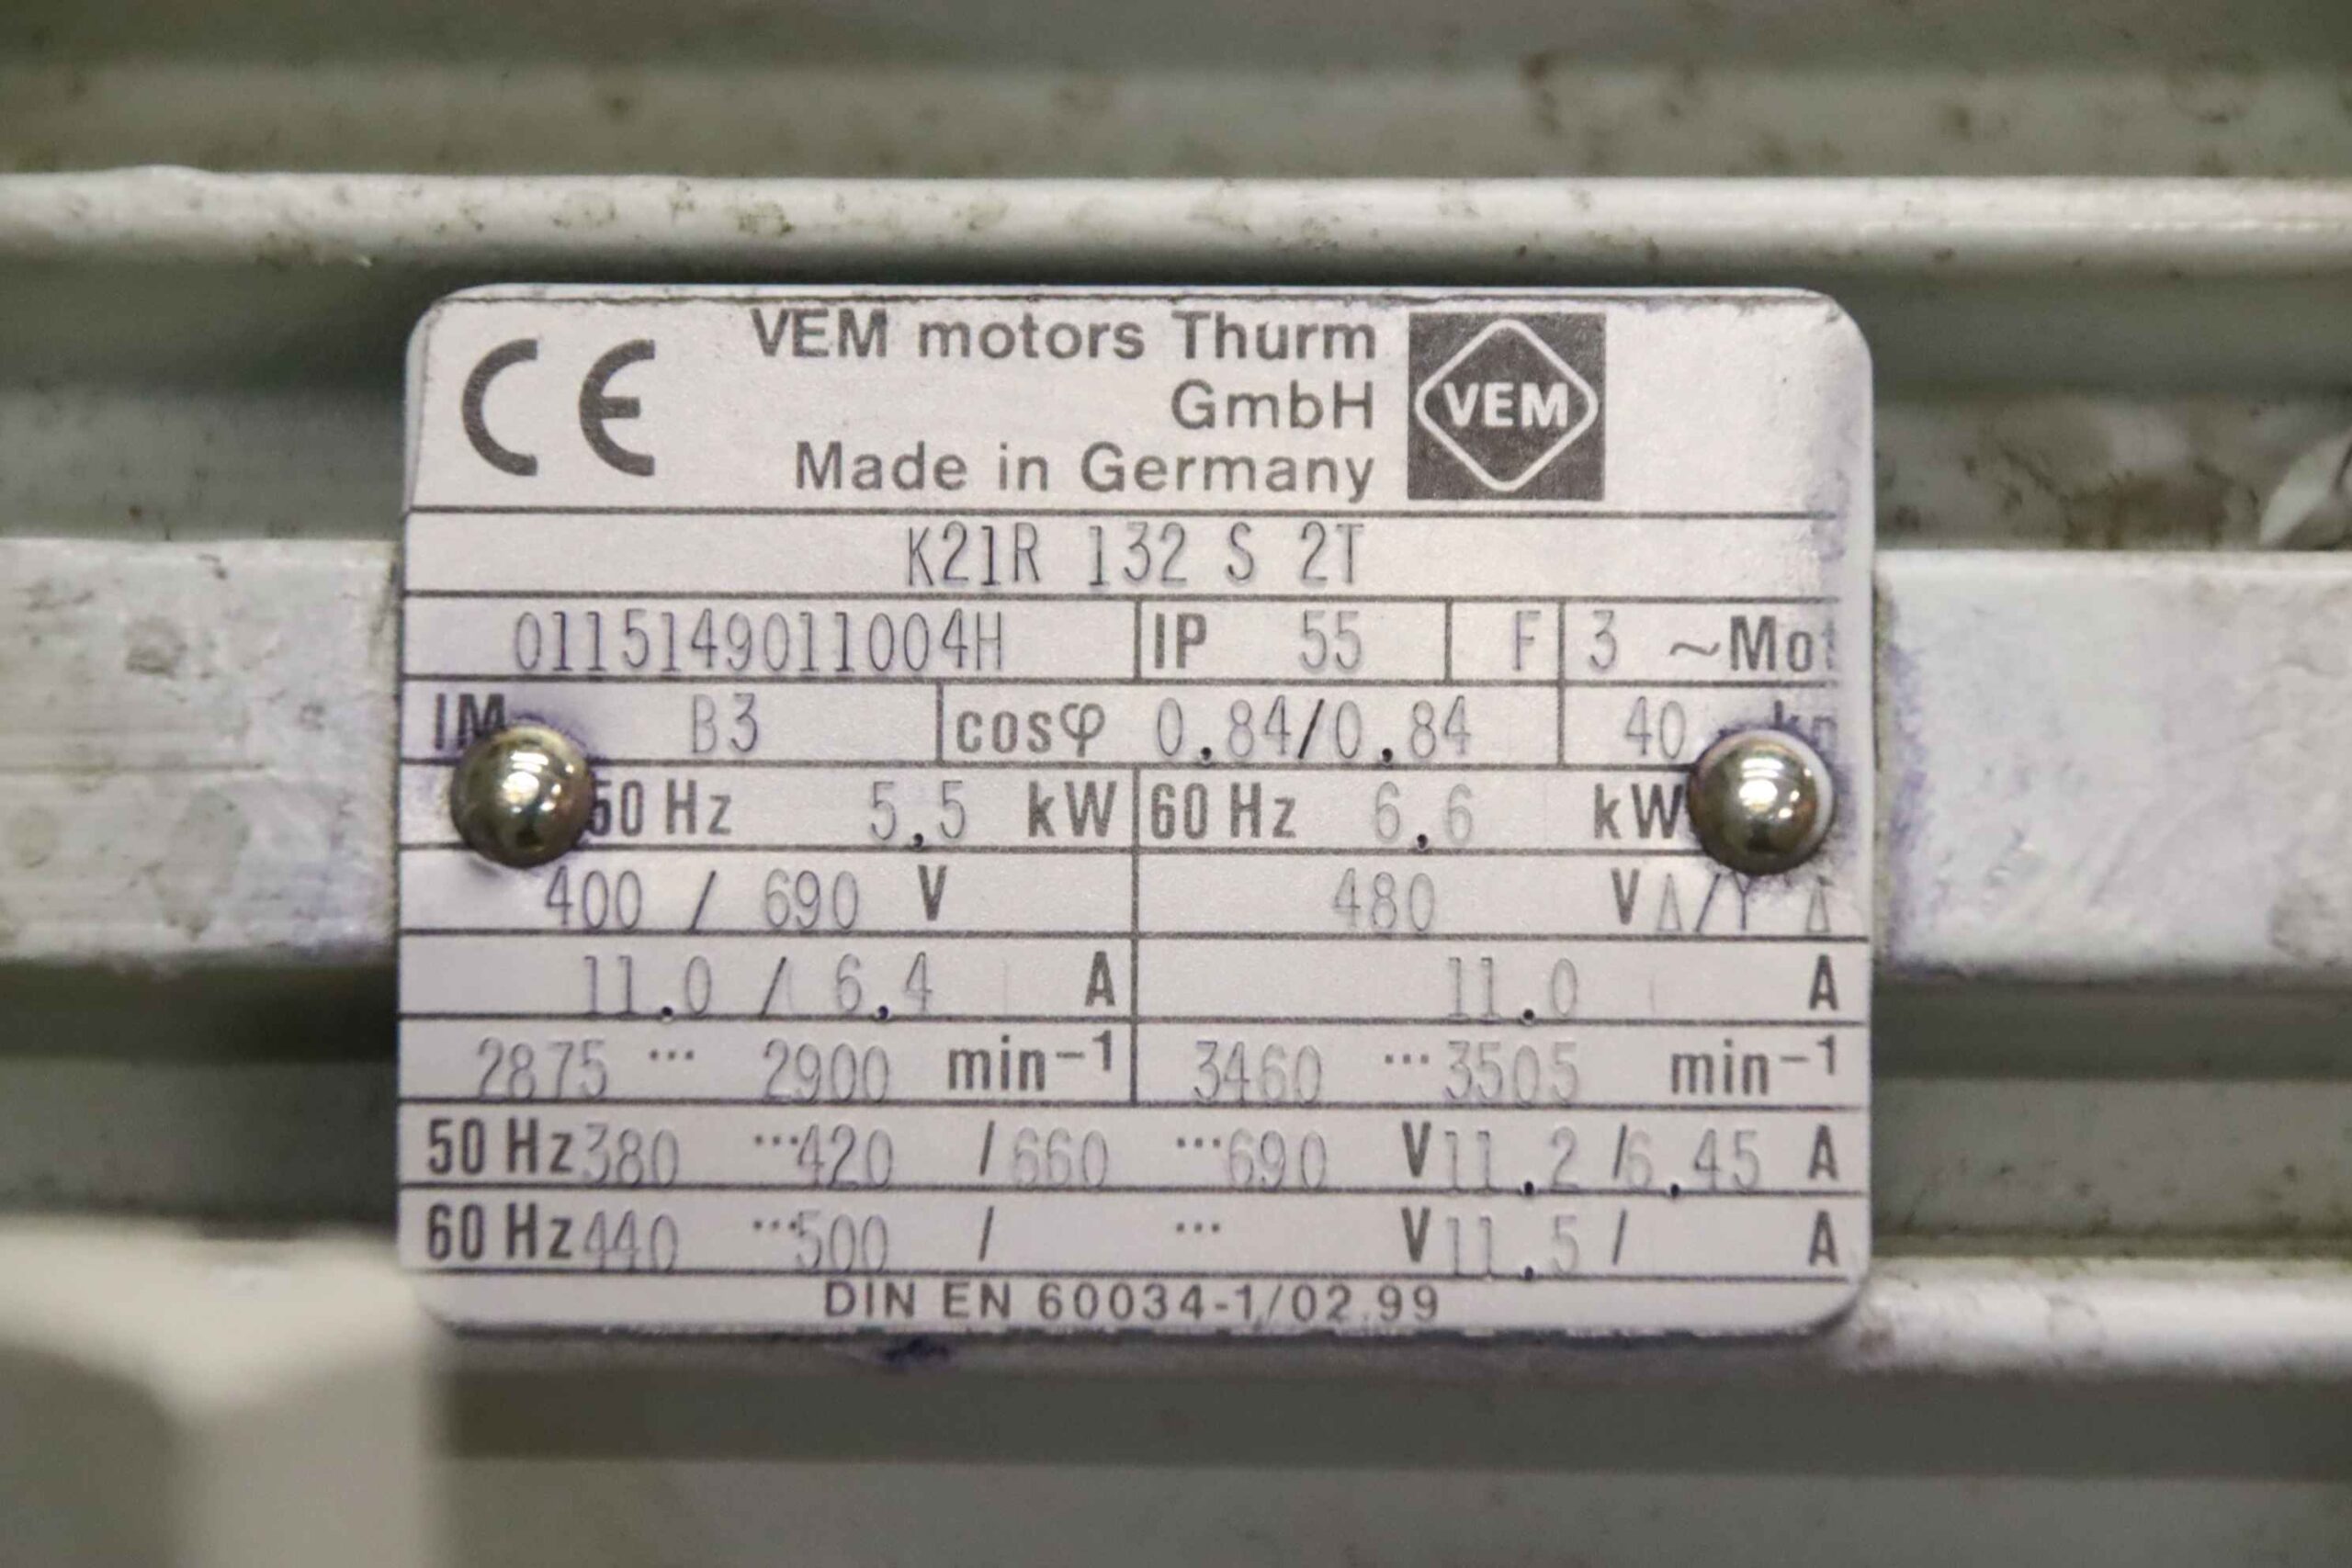 CE VEM motors Thurm
GmbH
Made in Germany
VEM
K21R 132 S 2T
0115149011004H IP 55 F 3 ~Mot
IM B3 cosφ 0.84/0.84 40
50 Hz 5.5 kW 60 Hz 6.6 kW
400 / 690 V 480 V Δ/Y Δ
11.0 / 6.4 A 11.0 A
2875 ... 2900 min-1 3460 ... 3505 min-1
50 Hz 380 ... 420 / 660 ... 690 V 11.2 / 6.45 A
60 Hz 440 ... 500 / ... V 11.5 / A
DIN EN 60034-1/02.99